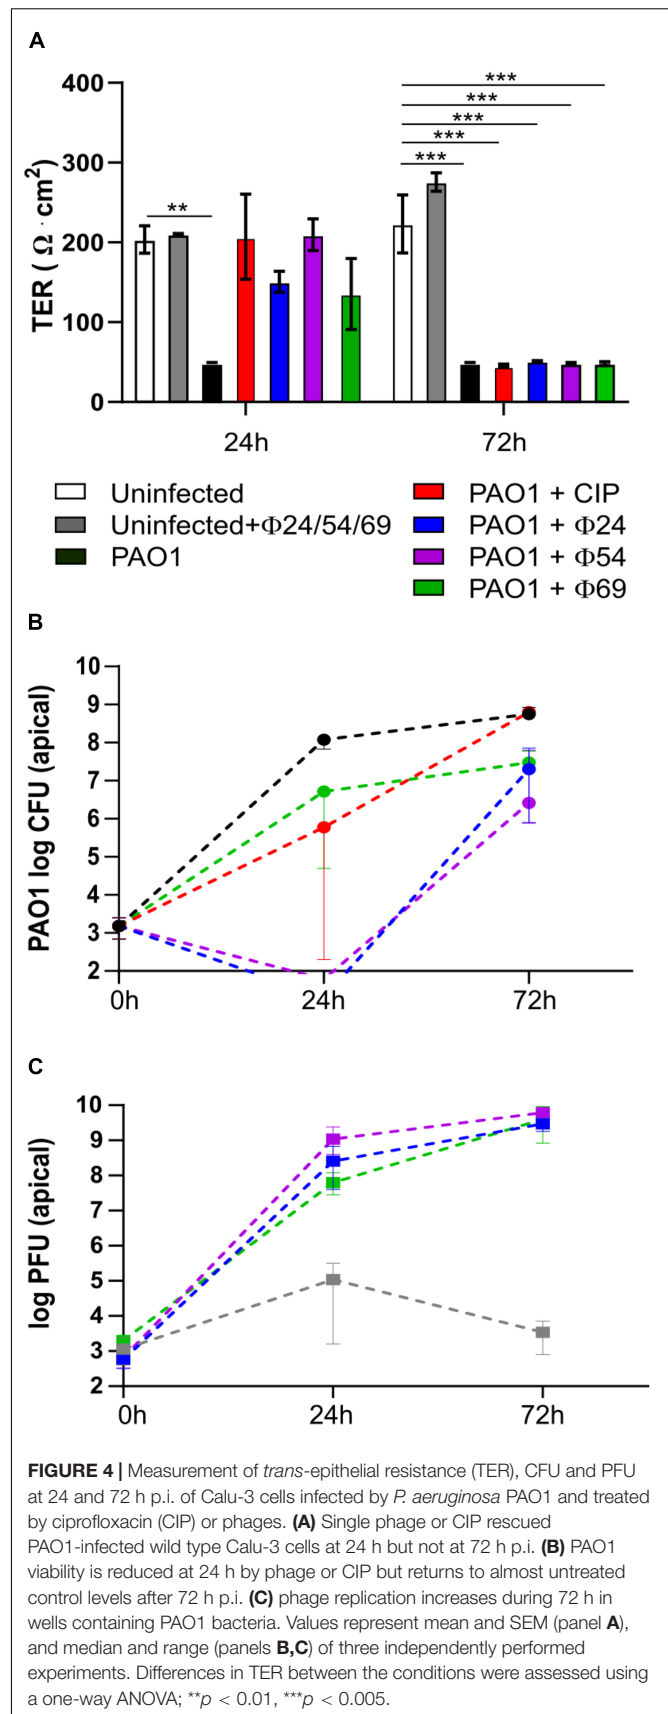 A
***
***
***
***
***
**
400
300
200
100
0
TER ( Ω · cm²)
24h
72h
Uninfected
Uninfected+Φ24/54/69
PAO1
PAO1 + CIP
PAO1 + Φ24
PAO1 + Φ54
PAO1 + Φ69
B
10
9
8
7
6
5
4
3
2
PAO1 log CFU (apical)
0h
24h
72h
C
10
9
8
7
6
5
4
3
2
log PFU (apical)
0h
24h
72h
FIGURE 4 | Measurement of trans-epithelial resistance (TER), CFU and PFU
at 24 and 72 h p.i. of Calu-3 cells infected by P. aeruginosa PAO1 and treated
by ciprofloxacin (CIP) or phages. (A) Single phage or CIP rescued
PAO1-infected wild type Calu-3 cells at 24 h but not at 72 h p.i. (B) PAO1
viability is reduced at 24 h by phage or CIP but returns to almost untreated
control levels after 72 h p.i. (C) phage replication increases during 72 h in
wells containing PAO1 bacteria. Values represent mean and SEM (panel A),
and median and range (panels B,C) of three independently performed
experiments. Differences in TER between the conditions were assessed using
a one-way ANOVA; **p < 0.01, ***p < 0.005.